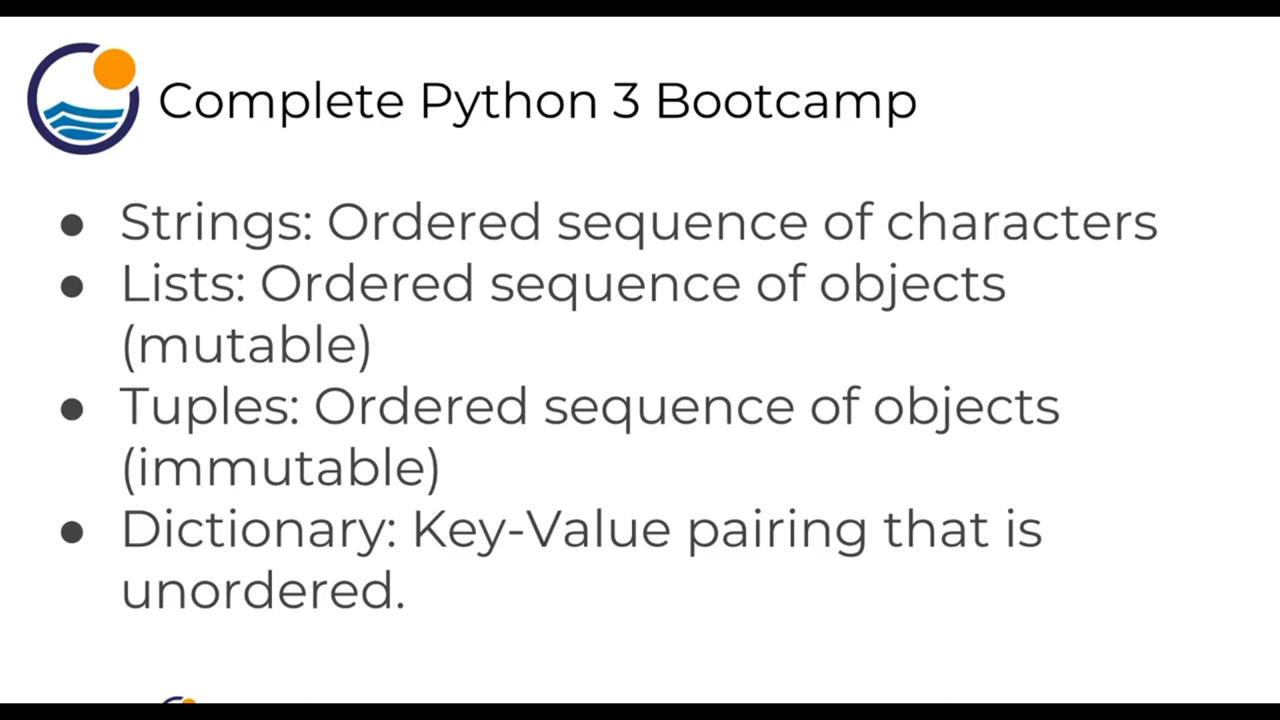 Complete Python 3 Bootcamp
● Strings: Ordered sequence of characters
● Lists: Ordered sequence of objects
(mutable)
● Tuples: Ordered sequence of objects
(immutable)
● Dictionary: Key-Value pairing that is
unordered.